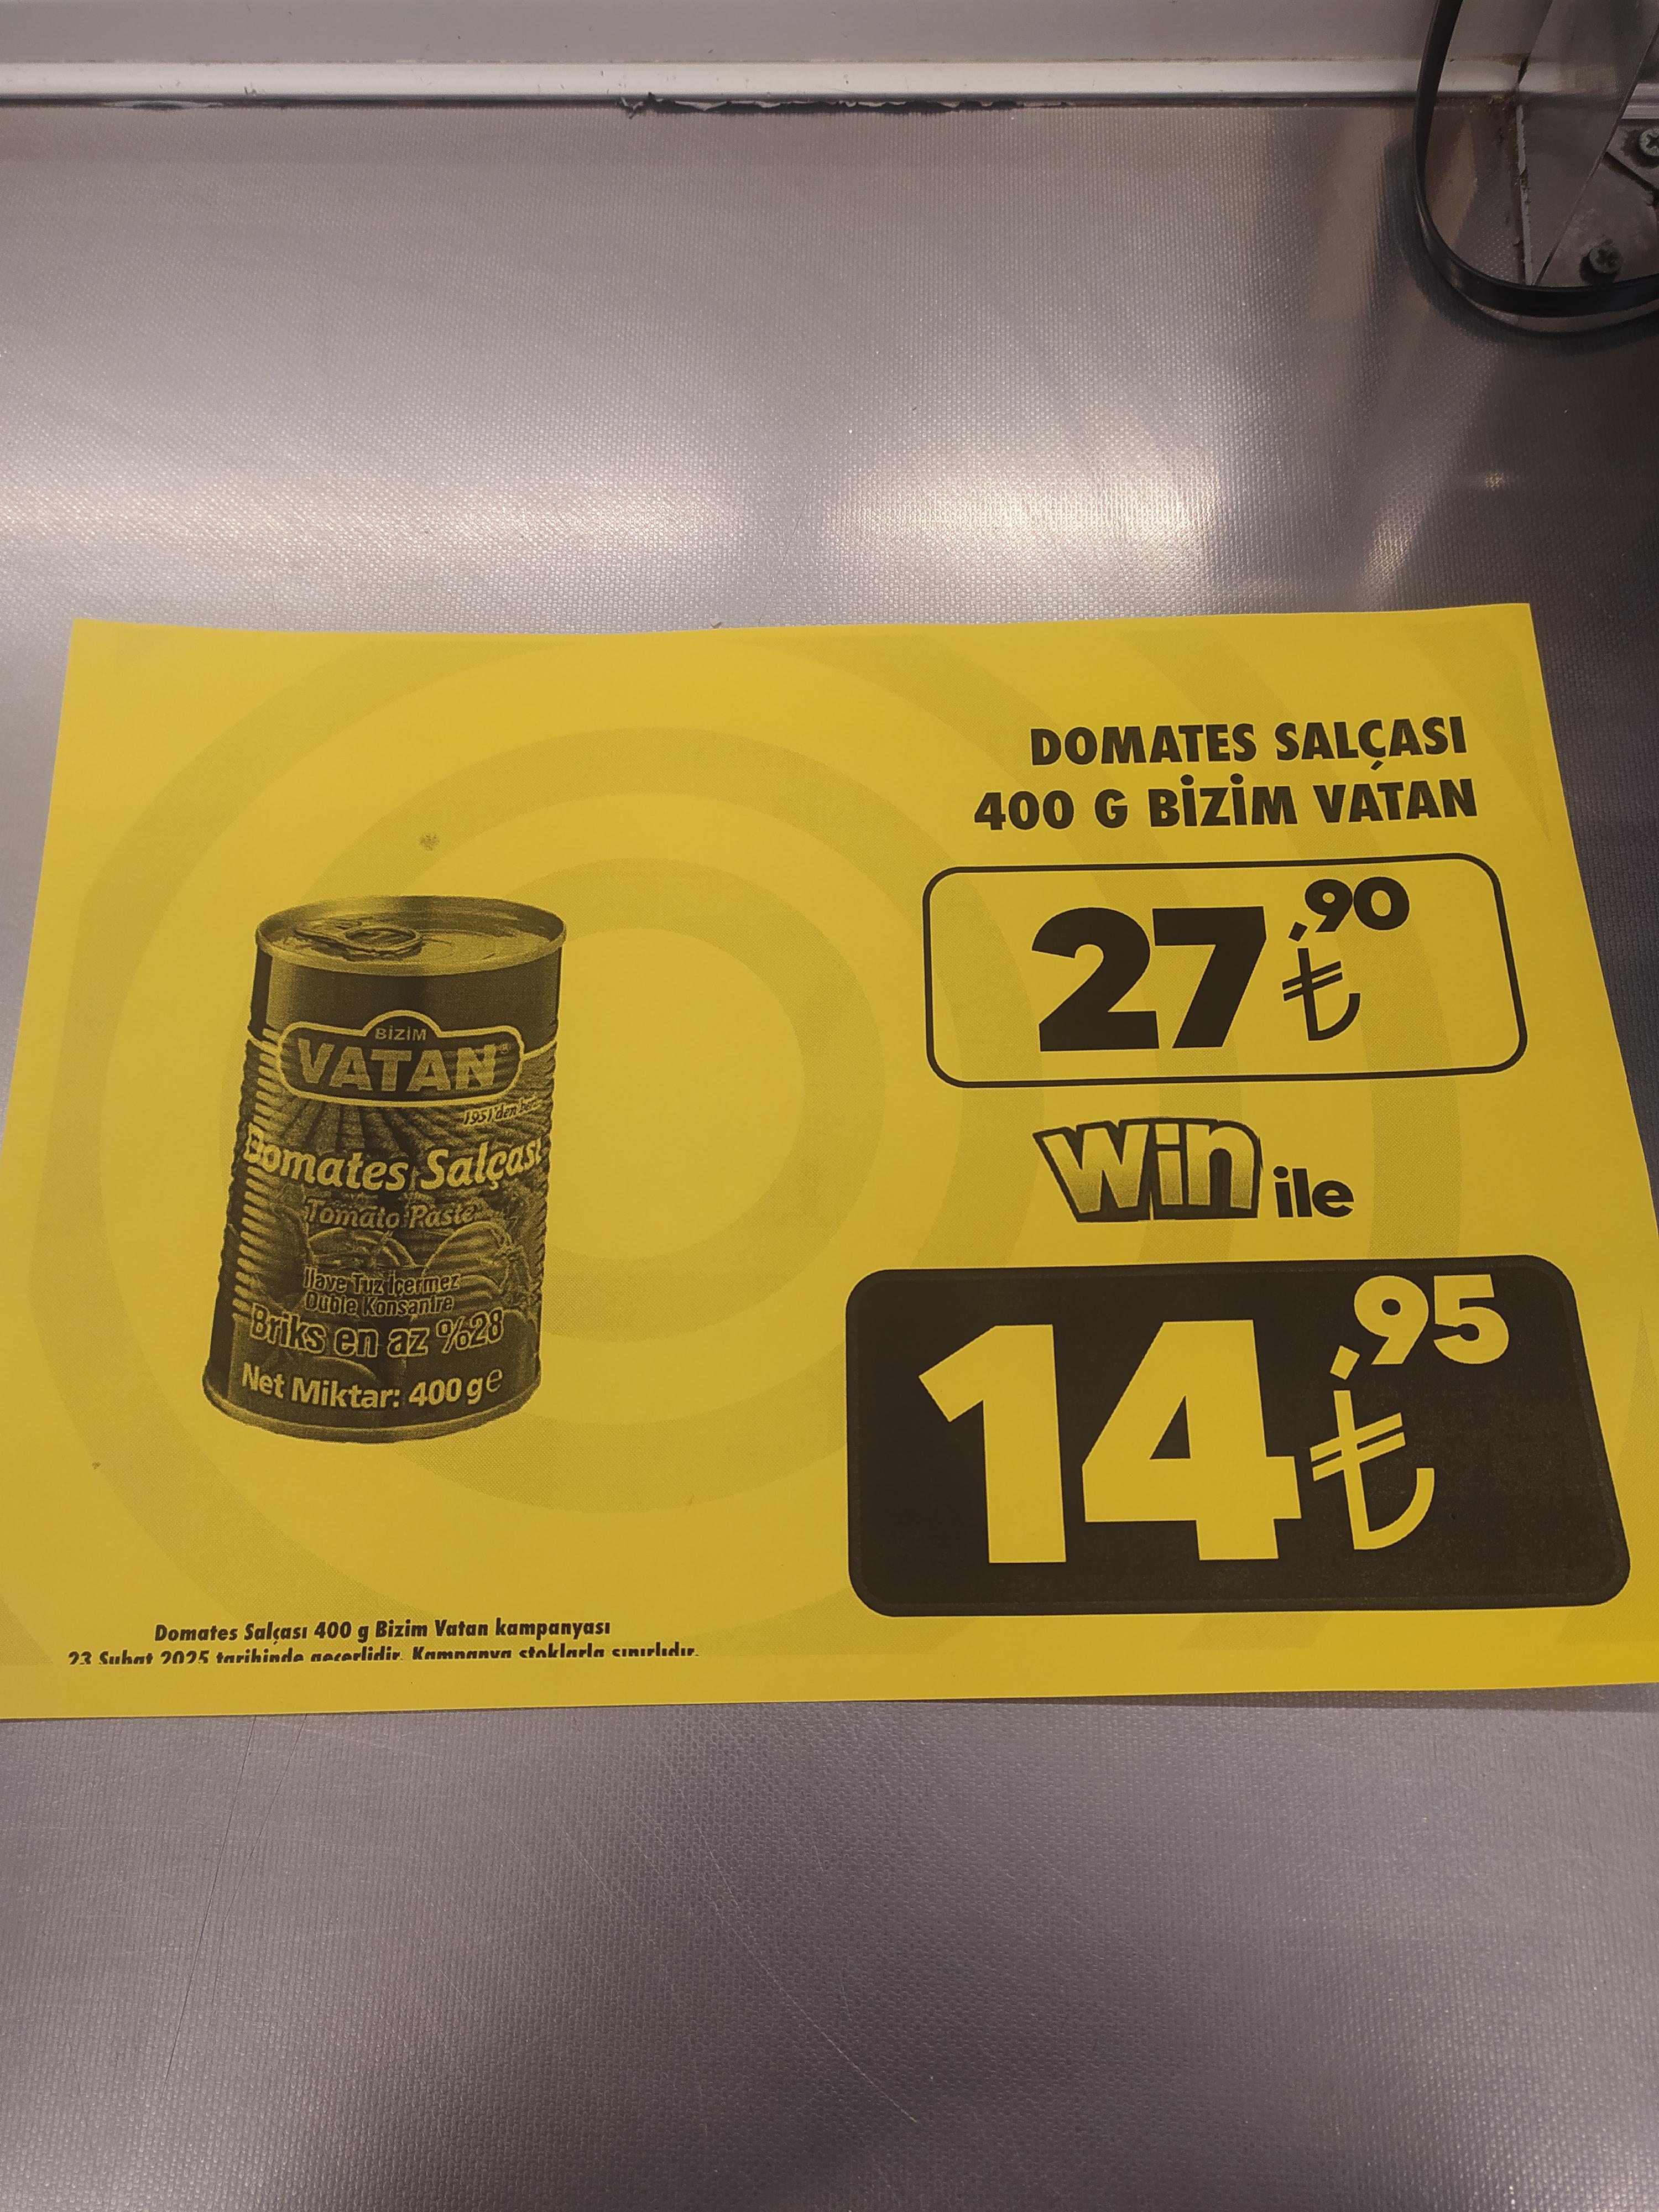 DOMATES SALÇASI
400 G BİZİM VATAN
27,90 ₺
Win ile
14,95 ₺
BİZİM
VATAN
1951'den beri
Domates Salçası
Tomato Paste
İlave Tuz İçermez
Duble Konsantre
Briks en az %28
Net Miktar: 400 g e
Domates Salçası 400 g Bizim Vatan kampanyası
23 Şubat 2025 tarihinde geçerlidir. Kampanya stoklarla sınırlıdır.